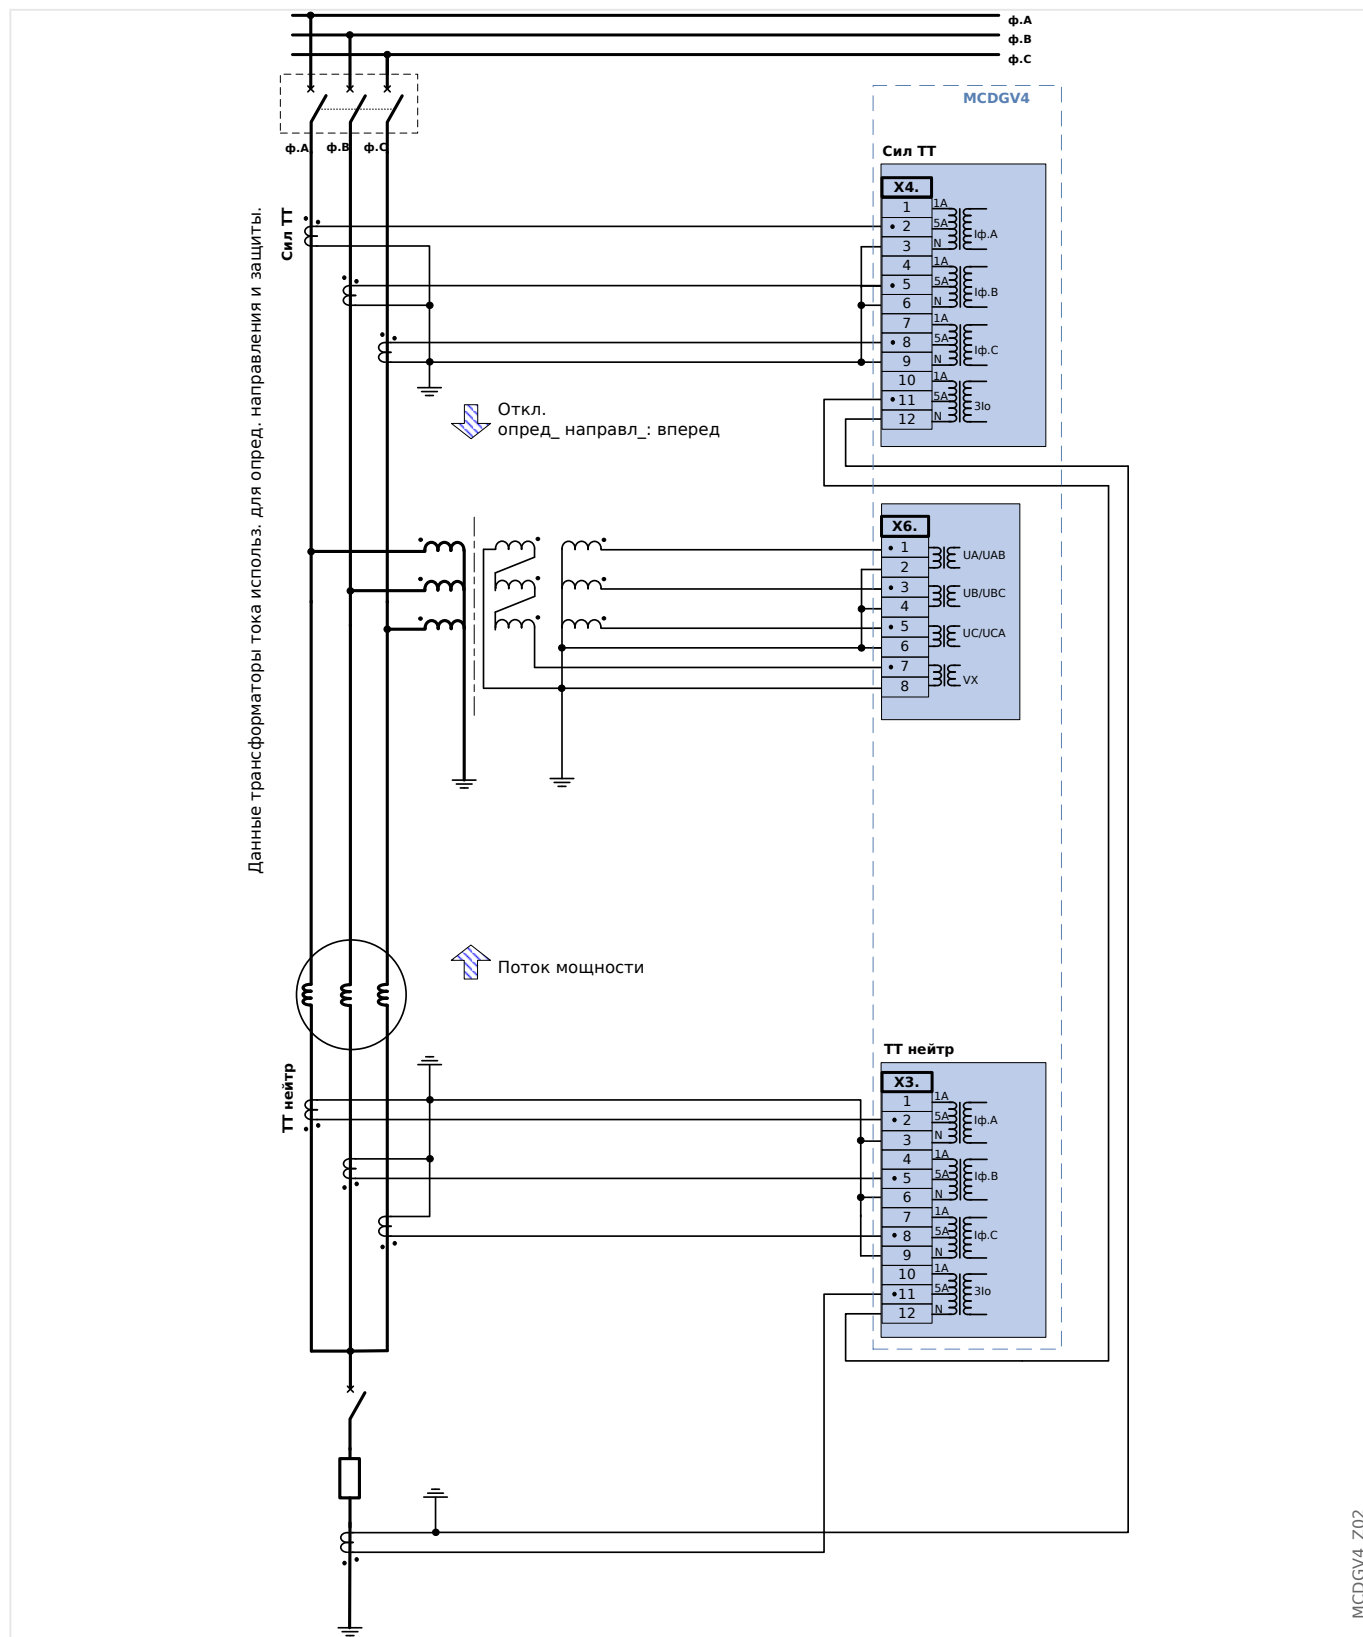 ф.A
ф.B
ф.C
MCDGV4
ф.A
ф.B
ф.C
Сил ТТ
Сил ТТ
X4.
1
2
3
4
5
6
7
8
9
10
11
12
1A
5A
N
Iф.A
1A
5A
N
Iф.B
1A
5A
N
Iф.C
1A
5A
N
3Io
Данные трансформаторы тока использ. для опред. направления и защиты.
Откл.
опред_ направл_: вперед
X6.
1
2
3
4
5
6
7
8
UA/UAB
UB/UBC
UC/UCA
VX
Поток мощности
ТТ нейтр
ТТ нейтр
X3.
1
2
3
4
5
6
7
8
9
10
11
12
1A
5A
N
Iф.A
1A
5A
N
Iф.B
1A
5A
N
Iф.C
1A
5A
N
3Io
MCDGV4_Z02